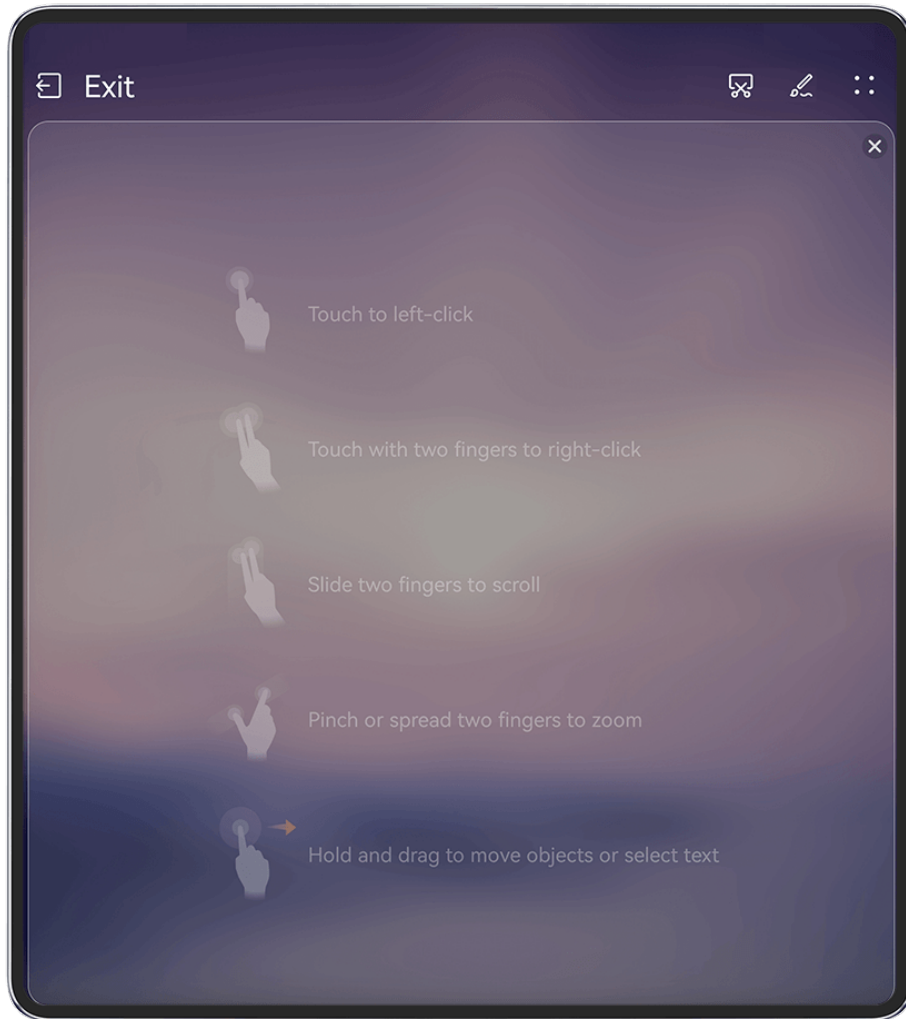 Exit
Touch to left-click
Touch with two fingers to right-click
Slide two fingers to scroll
Pinch or spread two fingers to zoom
Hold and drag to move objects or select text